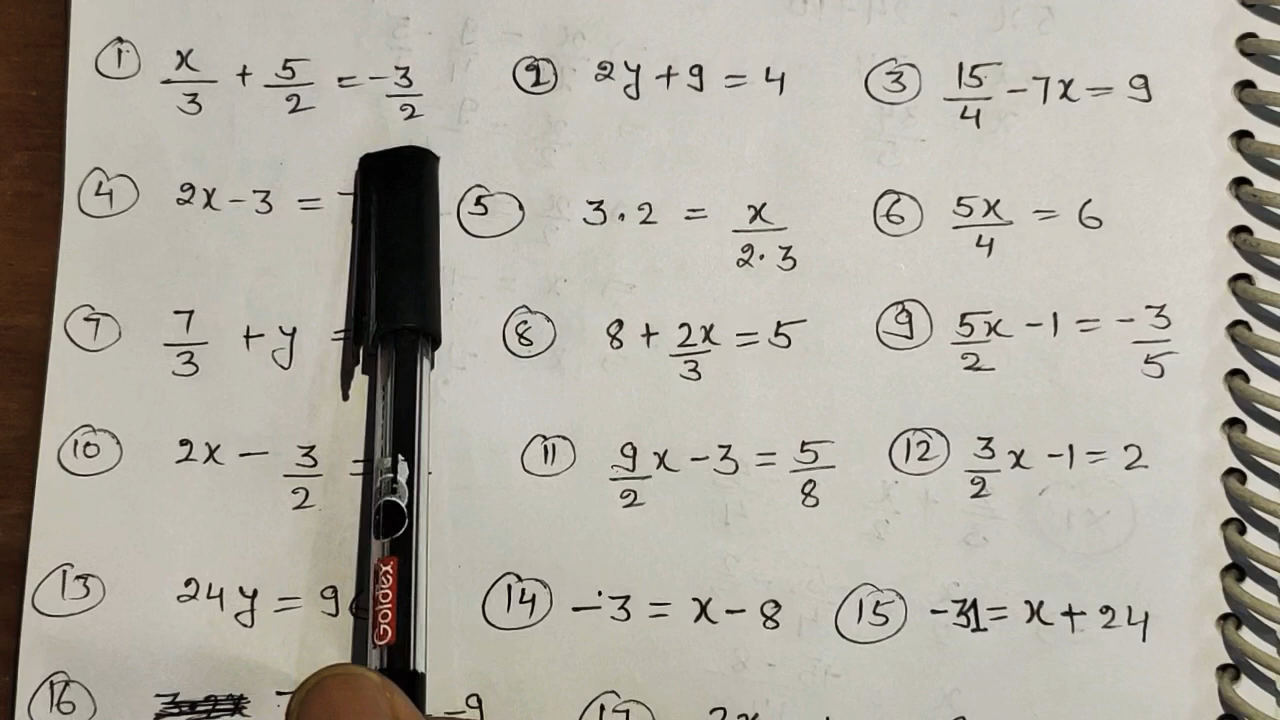 ① x/3 + 5/2 = -3/2 ② 2y + 9 = 4 ③ 15/4 - 7x = 9
④ 2x - 3 = ⑤ 3.2 = x/2.3 ⑥ 5x/4 = 6
⑦ 7/3 + y = ⑧ 8 + 2x/3 = 5 ⑨ 5x/2 - 1 = -3/5
⑩ 2x - 3/2 = ⑪ 9/2 x - 3 = 5/8 ⑫ 3/2 x - 1 = 2
⑬ 24y = 9 ⑭ -3 = x - 8 ⑮ -31 = x + 24
⑯ -9 ⑰
Goldex